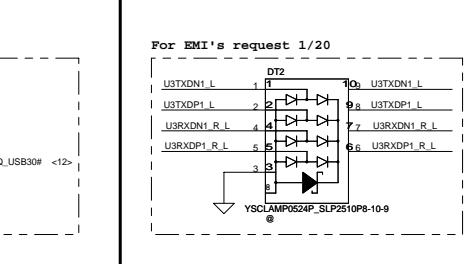 For EMI's request 1/20
DT2
U3TXDN1_L 1 1 10 9 U3TXDN1_L
U3TXDP1_L 2 2 9 8 U3TXDP1_L
U3RXDN1_R_L 4 4 7 7 U3RXDN1_R_L
U3RXDP1_R_L 5 5 6 6 U3RXDP1_R_L
Q_USB30# <12>
3 3
8
YSCLAMP0524P_SLP2510P8-10-9
@